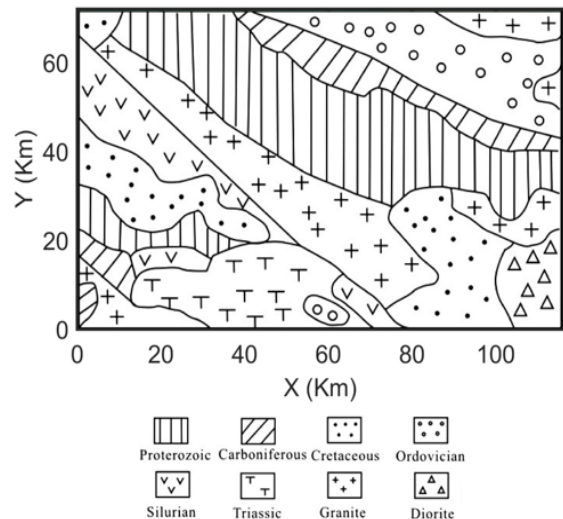 60
40
20
0
Y (Km)
0 20 40 60 80 100
X (Km)
Proterozoic Carboniferous Cretaceous Ordovician
Silurian Triassic Granite Diorite